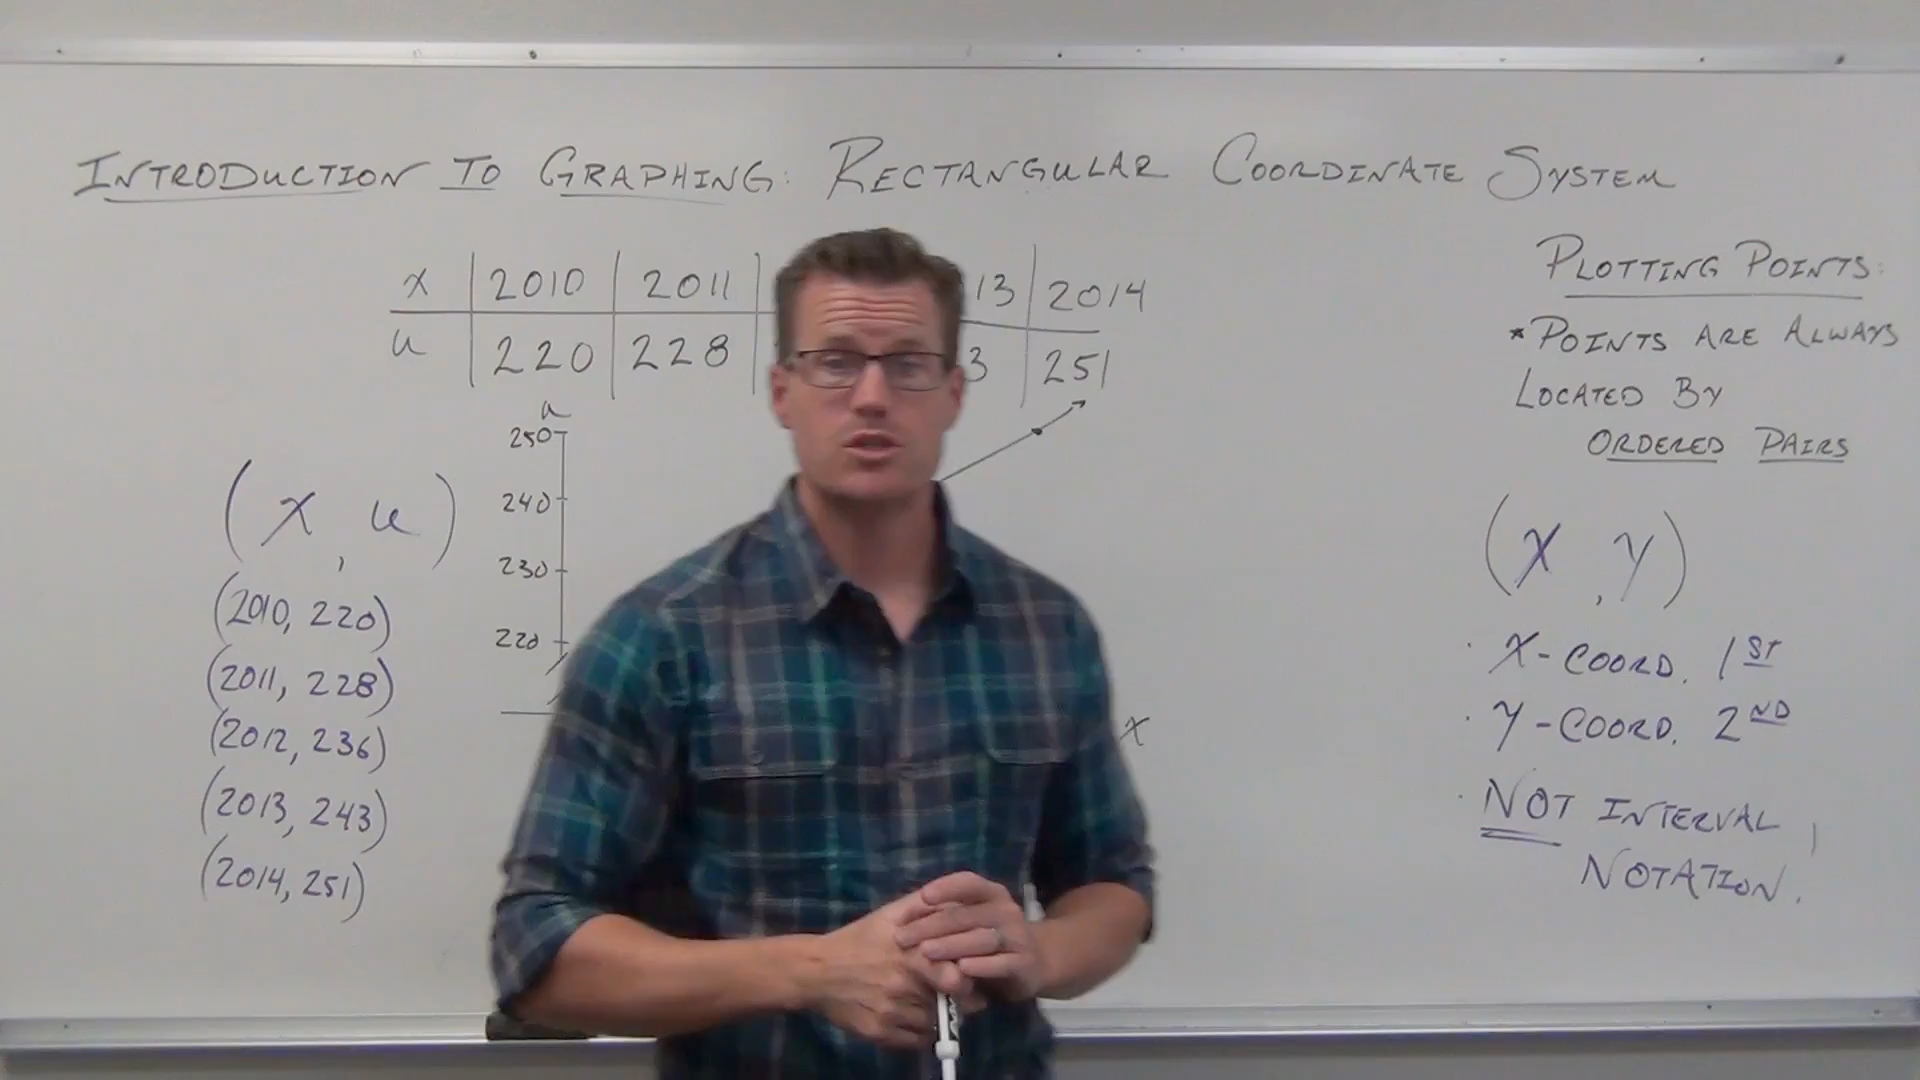 INTRODUCTION TO GRAPHING: RECTANGULAR COORDINATE SYSTEM
x 2010 2011 13 2014
u 220 228 3 251
u
250
240
230
220
x
(x, u)
(2010, 220)
(2011, 228)
(2012, 236)
(2013, 243)
(2014, 251)
PLOTTING POINTS:
* POINTS ARE ALWAYS
LOCATED BY
ORDERED PAIRS
(X, Y)
· X-COORD. 1ST
· Y-COORD. 2ND
· NOT INTERVAL
NOTATION.